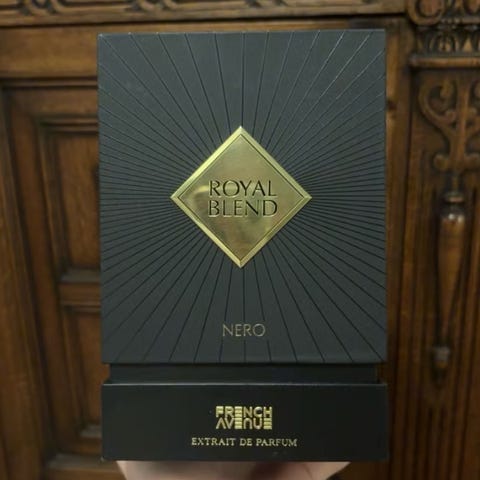 ROYAL
BLEND
NERO
FRENCH
AVENUE
EXTRAIT DE PARFUM